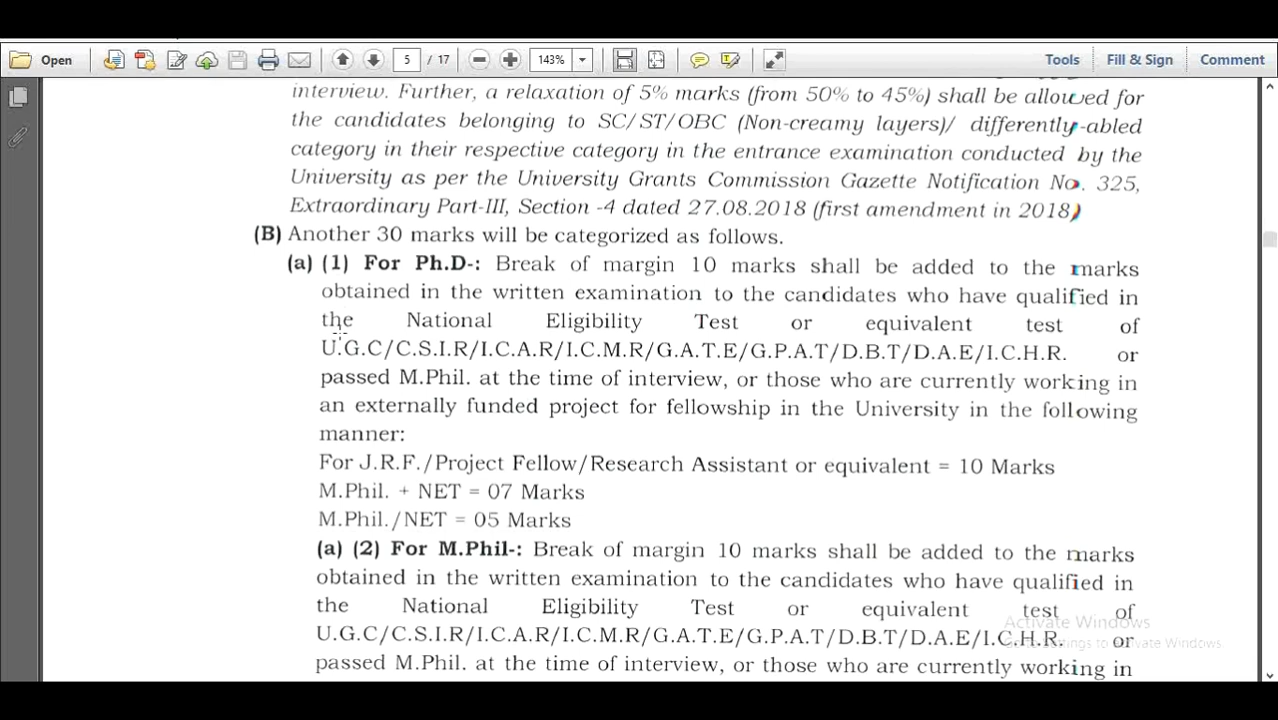 Open
5 / 17
143%
Tools
Fill & Sign
Comment
interview. Further, a relaxation of 5% marks (from 50% to 45%) shall be allowed for
the candidates belonging to SC/ST/OBC (Non-creamy layers)/ differently-abled
category in their respective category in the entrance examination conducted by the
University as per the University Grants Commission Gazette Notification No. 325,
Extraordinary Part-III, Section -4 dated 27.08.2018 (first amendment in 2018)
(B) Another 30 marks will be categorized as follows.
(a) (1) For Ph.D-: Break of margin 10 marks shall be added to the marks
obtained in the written examination to the candidates who have qualified in
the National Eligibility Test or equivalent test of
U.G.C/C.S.I.R/I.C.A.R/I.C.M.R/G.A.T.E/G.P.A.T/D.B.T/D.A.E/I.C.H.R. or
passed M.Phil. at the time of interview, or those who are currently working in
an externally funded project for fellowship in the University in the following
manner:
For J.R.F./Project Fellow/Research Assistant or equivalent = 10 Marks
M.Phil. + NET = 07 Marks
M.Phil./NET = 05 Marks
(a) (2) For M.Phil-: Break of margin 10 marks shall be added to the marks
obtained in the written examination to the candidates who have qualified in
the National Eligibility Test or equivalent test of
Activate Windows
U.G.C/C.S.I.R/I.C.A.R/I.C.M.R/G.A.T.E/G.P.A.T/D.B.T/D.A.E/I.C.H.R. or
Go to Settings to Activate Windows
passed M.Phil. at the time of interview, or those who are currently working in